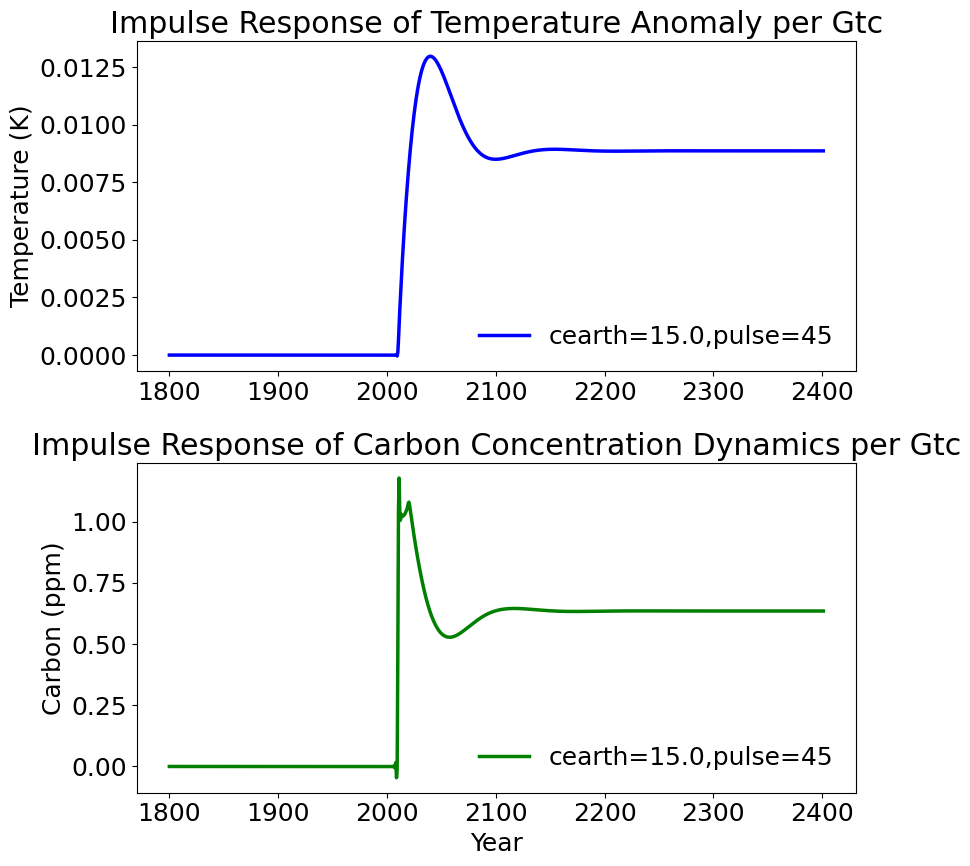 Impulse Response of Temperature Anomaly per Gtc
Temperature (K)
0.0125
0.0100
0.0075
0.0050
0.0025
0.0000
cearth=15.0,pulse=45
1800 1900 2000 2100 2200 2300 2400
Impulse Response of Carbon Concentration Dynamics per Gtc
Carbon (ppm)
1.00
0.75
0.50
0.25
0.00
cearth=15.0,pulse=45
1800 1900 2000 2100 2200 2300 2400
Year